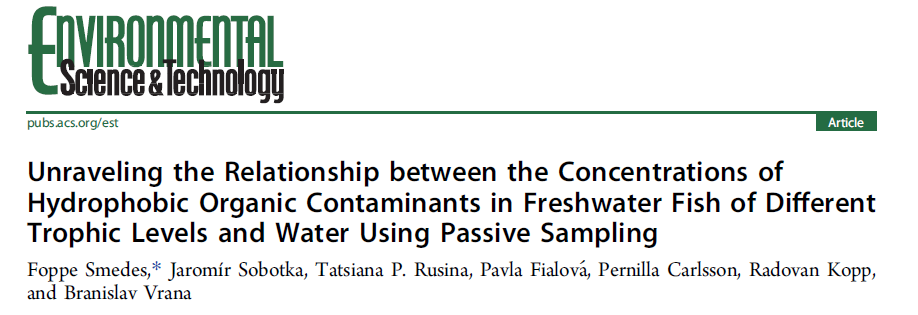 ENVIRONMENTAL
Science & Technology
pubs.acs.org/est
Article
Unraveling the Relationship between the Concentrations of
Hydrophobic Organic Contaminants in Freshwater Fish of Different
Trophic Levels and Water Using Passive Sampling
Foppe Smedes,* Jaromír Sobotka, Tatsiana P. Rusina, Pavla Fialová, Pernilla Carlsson, Radovan Kopp,
and Branislav Vrana